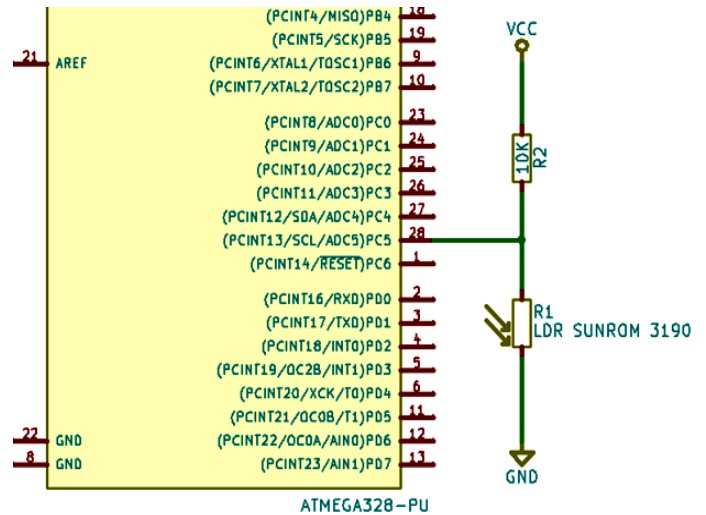 (PCINT4/MISO)PB4 18
(PCINT5/SCK)PB5 19
21 AREF
(PCINT6/XTAL1/TOSC1)PB6 9
(PCINT7/XTAL2/TOSC2)PB7 10
(PCINT8/ADC0)PC0 23
(PCINT9/ADC1)PC1 24
(PCINT10/ADC2)PC2 25
(PCINT11/ADC3)PC3 26
(PCINT12/SDA/ADC4)PC4 27
(PCINT13/SCL/ADC5)PC5 28
(PCINT14/RESET)PC6 1
(PCINT16/RXD)PD0 2
(PCINT17/TXD)PD1 3
(PCINT18/INT0)PD2 4
(PCINT19/OC2B/INT1)PD3 5
(PCINT20/XCK/T0)PD4 6
(PCINT21/OC0B/T1)PD5 11
22 GND
(PCINT22/OC0A/AIN0)PD6 12
8 GND
(PCINT23/AIN1)PD7 13
ATMEGA328-PU
VCC
10K
R2
R1
LDR SUNROM 3190
GND